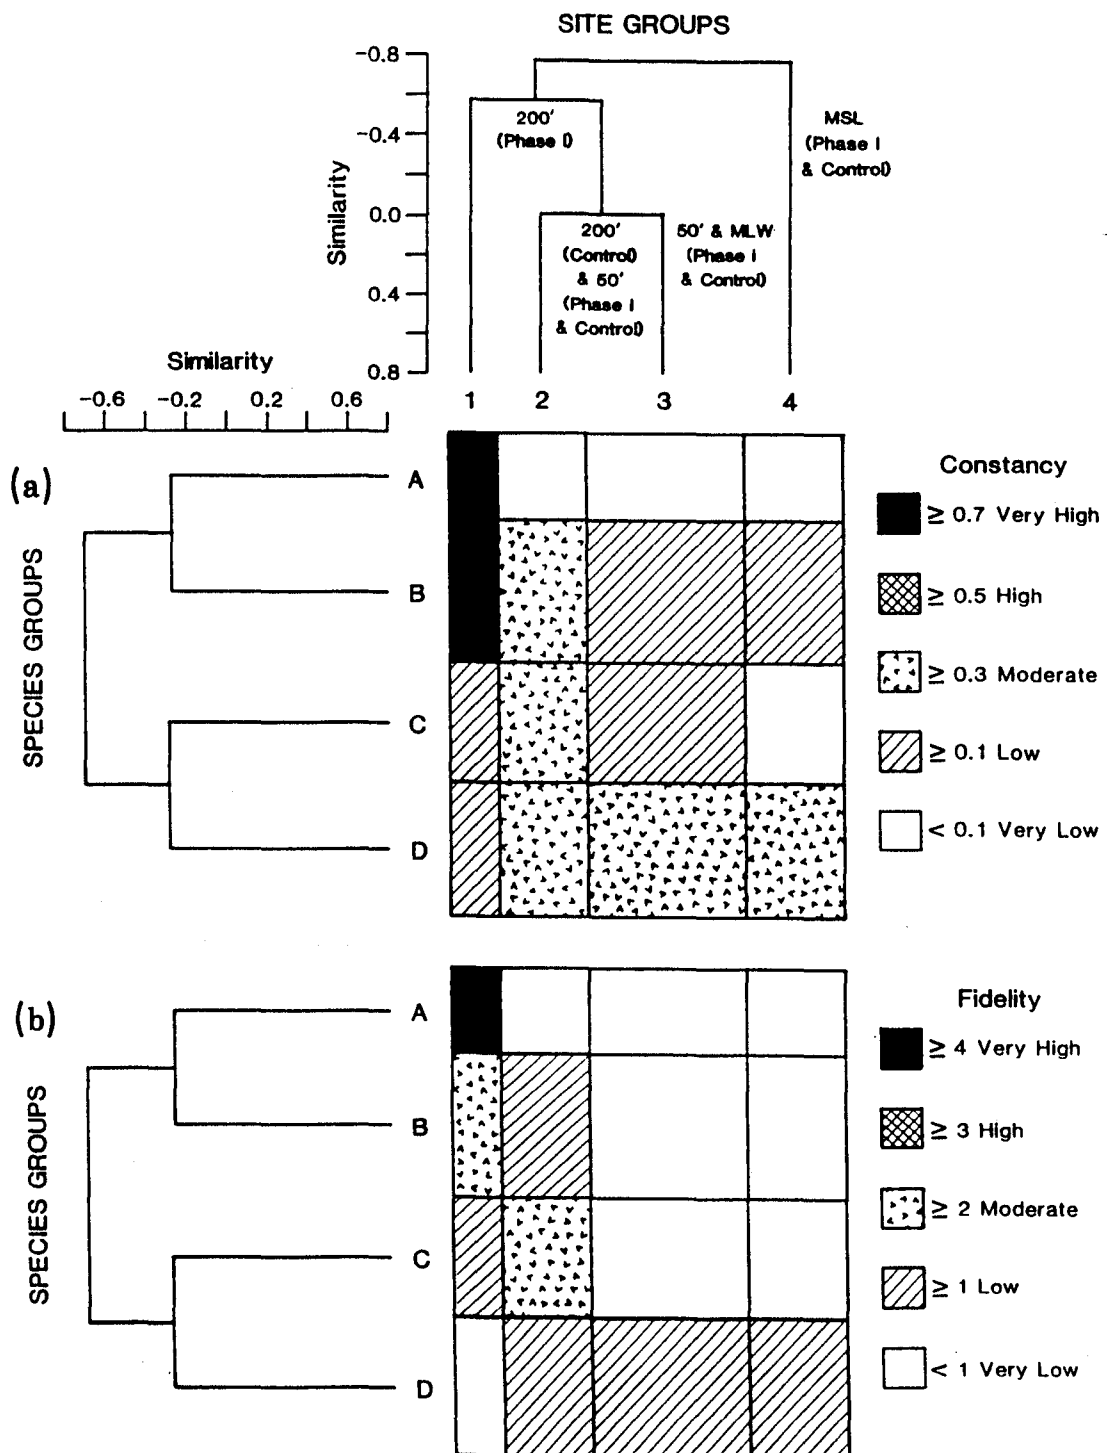 SITE GROUPS
Similarity
-0.8
-0.4
0.0
0.4
0.8
200'
(Phase I)
MSL
(Phase I
& Control)
200'
(Control)
& 50'
(Phase I
& Control)
50' & MLW
(Phase I
& Control)
1 2 3 4
Similarity
-0.6 -0.2 0.2 0.6
(a)
SPECIES GROUPS
A
B
C
D
Constancy
≥ 0.7 Very High
≥ 0.5 High
≥ 0.3 Moderate
≥ 0.1 Low
< 0.1 Very Low
(b)
SPECIES GROUPS
A
B
C
D
Fidelity
≥ 4 Very High
≥ 3 High
≥ 2 Moderate
≥ 1 Low
< 1 Very Low